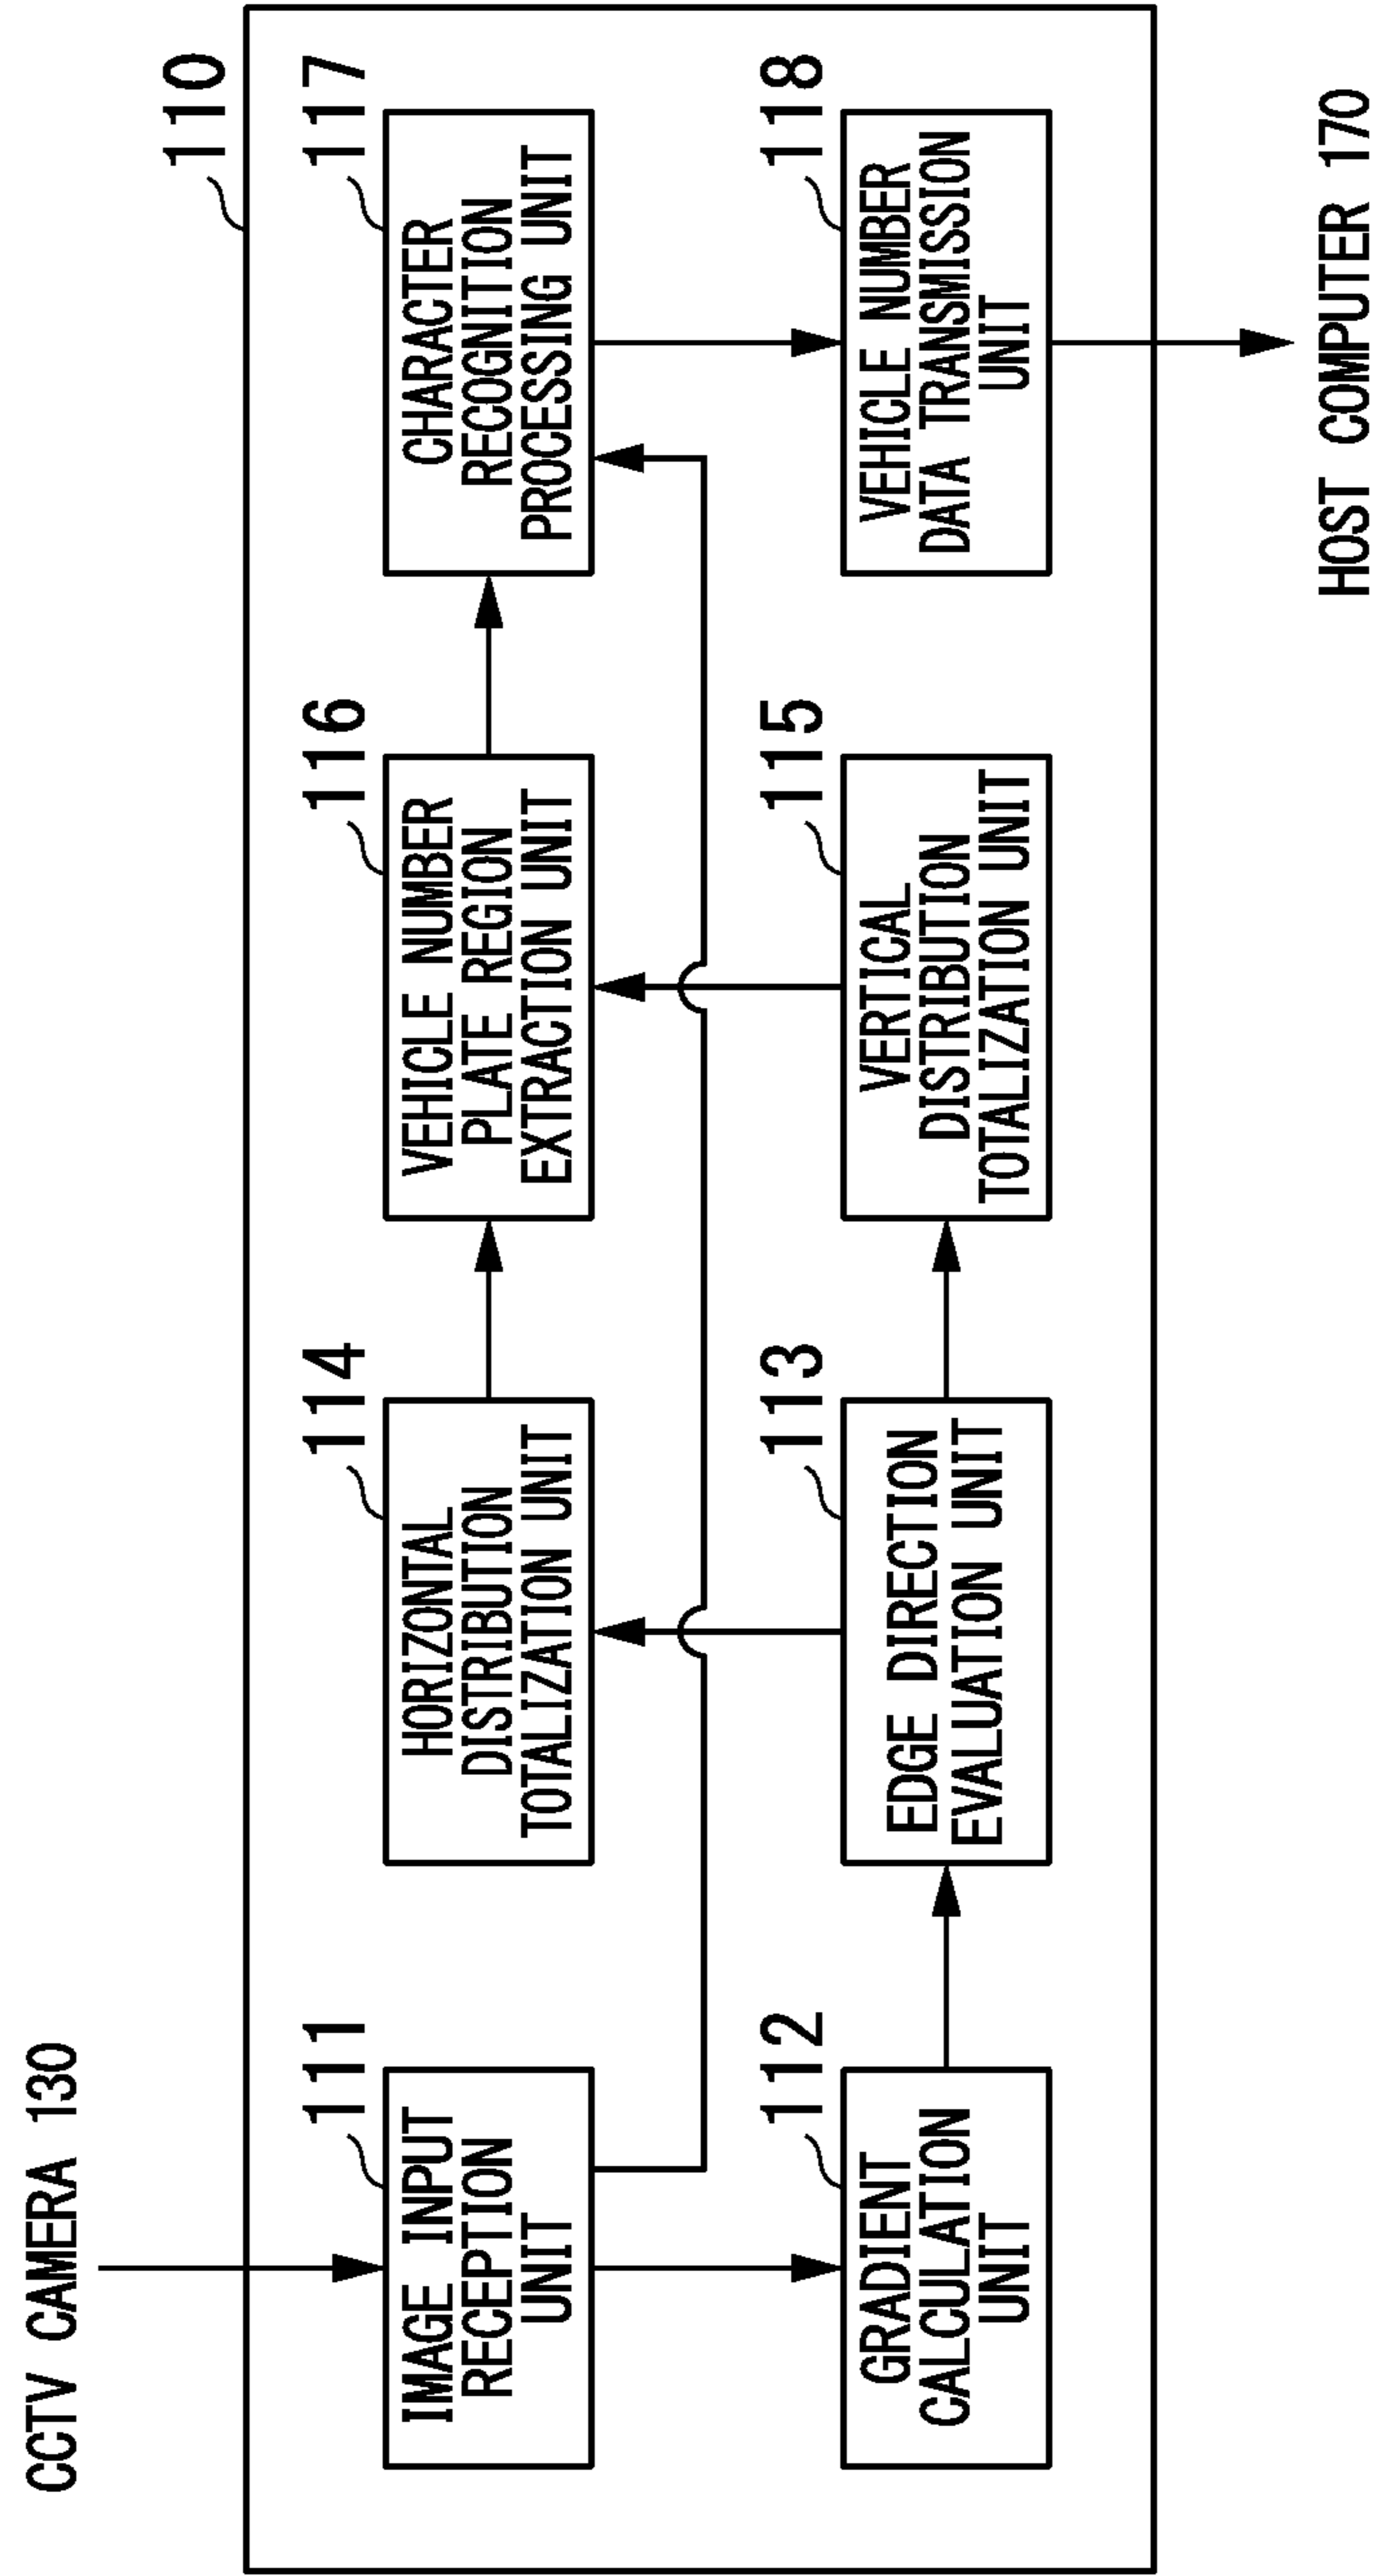 CCTV CAMERA 130
110
111
IMAGE INPUT
RECEPTION
UNIT
114
HORIZONTAL
DISTRIBUTION
TOTALIZATION UNIT
116
VEHICLE NUMBER
PLATE REGION
EXTRACTION UNIT
117
CHARACTER
RECOGNITION
PROCESSING UNIT
112
GRADIENT
CALCULATION
UNIT
113
EDGE DIRECTION
EVALUATION UNIT
115
VERTICAL
DISTRIBUTION
TOTALIZATION UNIT
118
VEHICLE NUMBER
DATA TRANSMISSION
UNIT
HOST COMPUTER 170